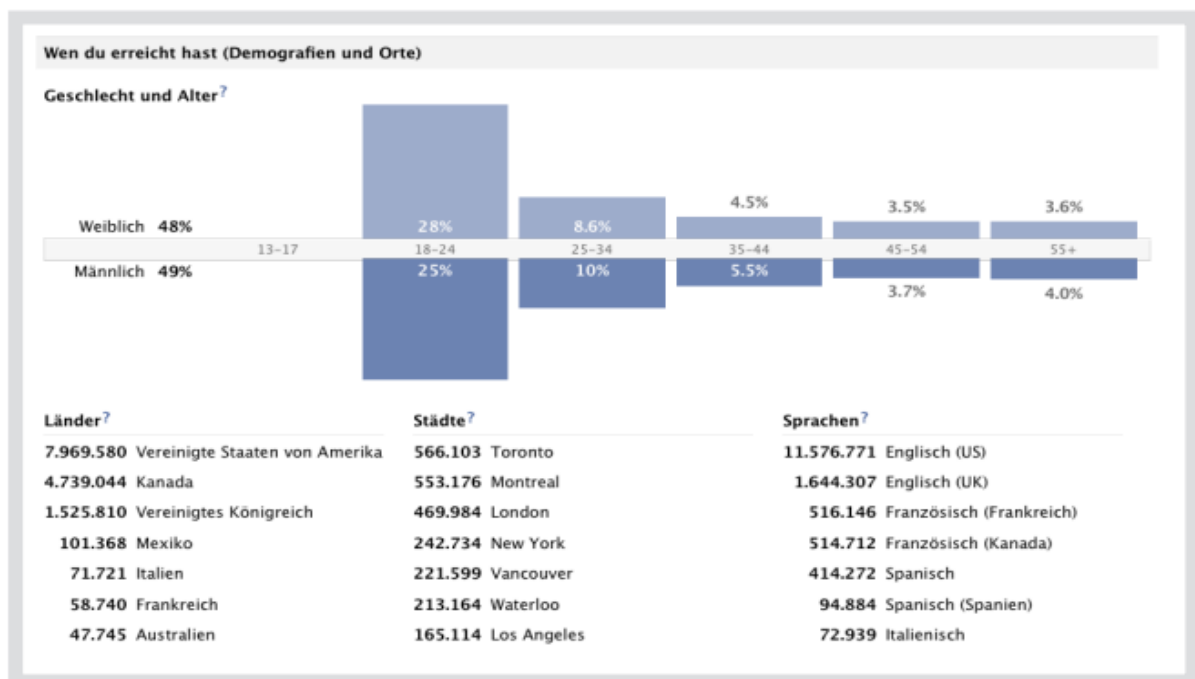 Wen du erreicht hast (Demografien und Orte)
Geschlecht und Alter?
4.5% 3.5% 3.6%
Weiblich 48% 28% 8.6%
13-17 18-24 25-34 35-44 45-54 55+
Männlich 49% 25% 10% 5.5%
3.7% 4.0%
Länder? Städte? Sprachen?
7.969.580 Vereinigte Staaten von Amerika 566.103 Toronto 11.576.771 Englisch (US)
4.739.044 Kanada 553.176 Montreal 1.644.307 Englisch (UK)
1.525.810 Vereinigtes Königreich 469.984 London 516.146 Französisch (Frankreich)
101.368 Mexiko 242.734 New York 514.712 Französisch (Kanada)
71.721 Italien 221.599 Vancouver 414.272 Spanisch
58.740 Frankreich 213.164 Waterloo 94.884 Spanisch (Spanien)
47.745 Australien 165.114 Los Angeles 72.939 Italienisch